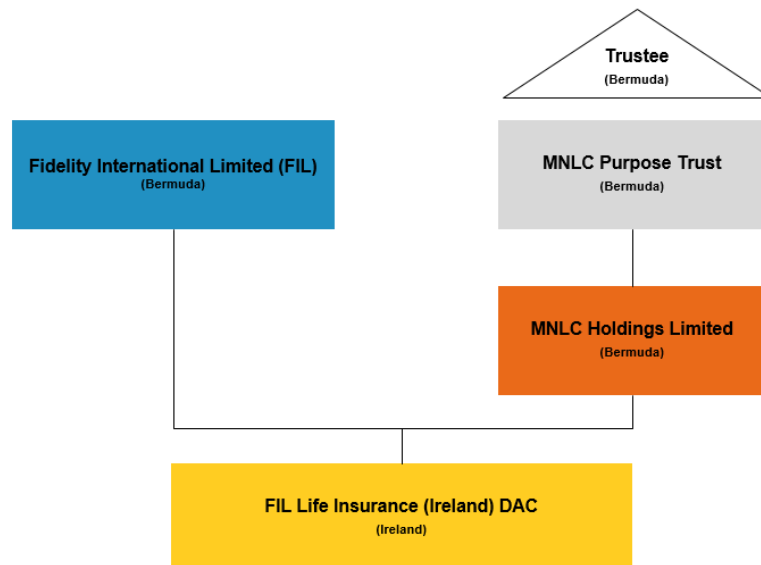 Trustee
(Bermuda)
Fidelity International Limited (FIL)
(Bermuda)
MNLC Purpose Trust
(Bermuda)
MNLC Holdings Limited
(Bermuda)
FIL Life Insurance (Ireland) DAC
(Ireland)